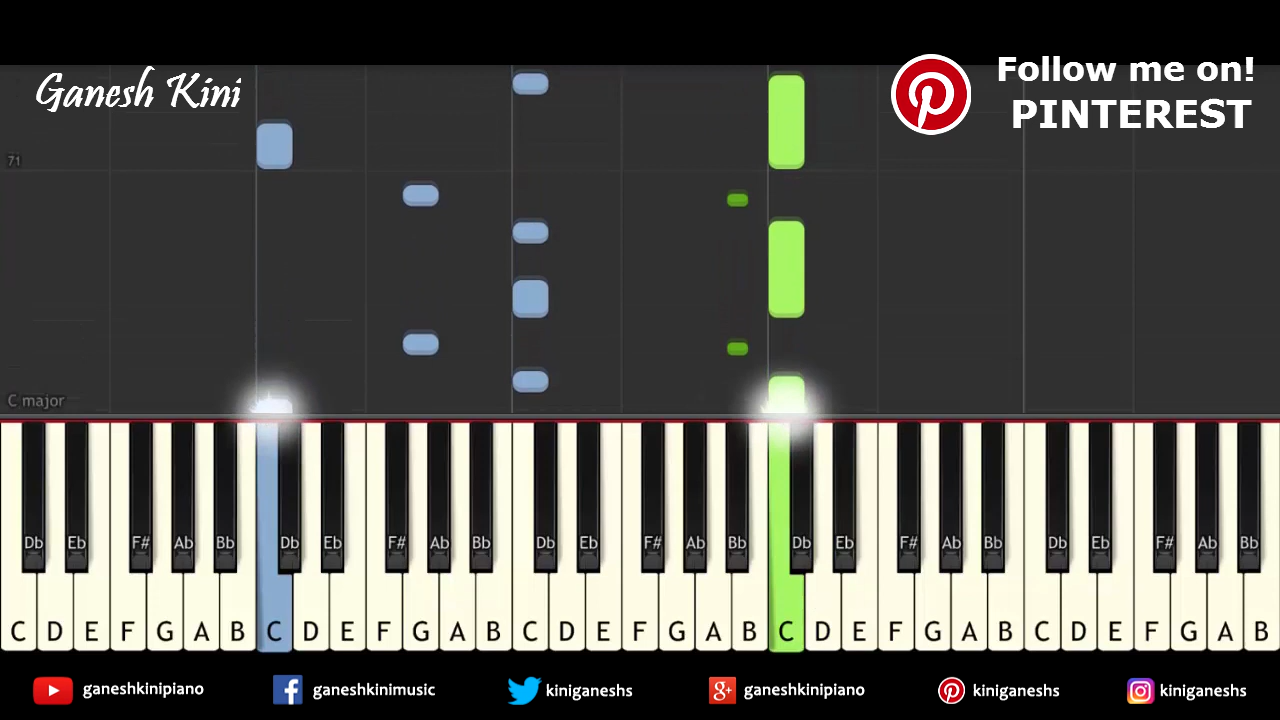 Ganesh Kini
Follow me on!
PINTEREST
71
C major
Db Eb F# Ab Bb Db Eb F# Ab Bb Db Eb F# Ab Bb Db Eb F# Ab Bb Db Eb F# Ab Bb
C D E F G A B C D E F G A B C D E F G A B C D E F G A B C D E F G A B
ganeshkinipiano ganeshkinimusic kiniganeshs g+ ganeshkinipiano kiniganeshs kiniganeshs